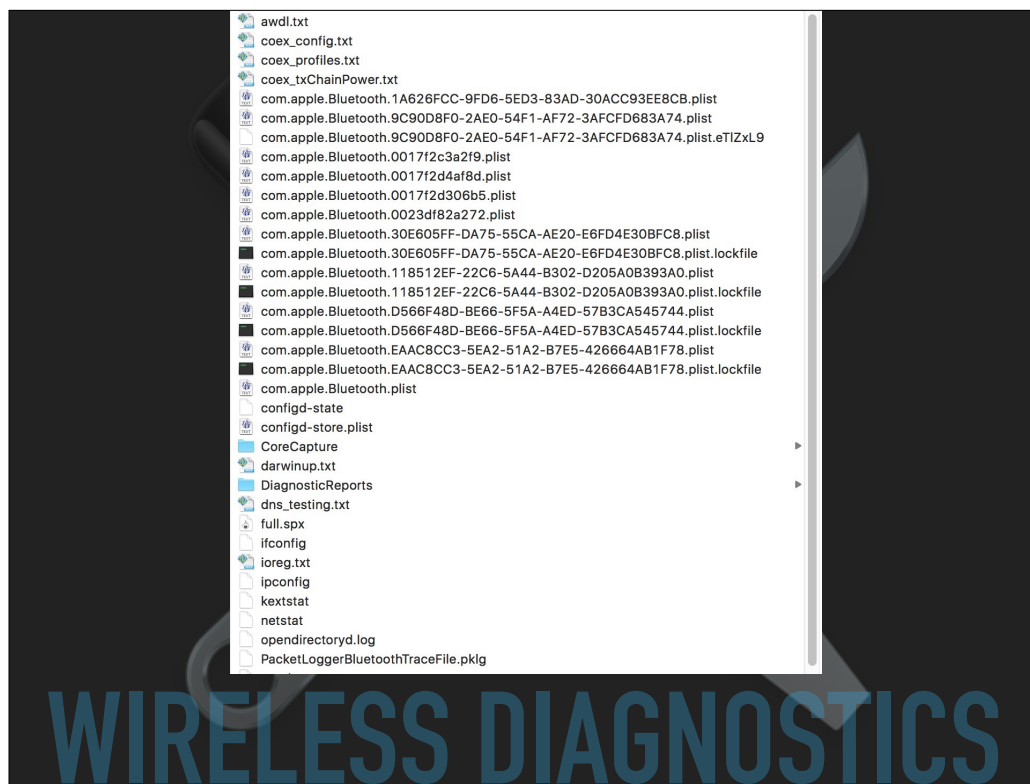 awdl.txt
coex_config.txt
coex_profiles.txt
coex_txChainPower.txt
com.apple.Bluetooth.1A626FCC-9FD6-5ED3-83AD-30ACC93EE8CB.plist
com.apple.Bluetooth.9C90D8F0-2AE0-54F1-AF72-3AFCFD683A74.plist
com.apple.Bluetooth.9C90D8F0-2AE0-54F1-AF72-3AFCFD683A74.plist.eTlZxL9
com.apple.Bluetooth.0017f2c3a2f9.plist
com.apple.Bluetooth.0017f2d4af8d.plist
com.apple.Bluetooth.0017f2d306b5.plist
com.apple.Bluetooth.0023df82a272.plist
com.apple.Bluetooth.30E605FF-DA75-55CA-AE20-E6FD4E30BFC8.plist
com.apple.Bluetooth.30E605FF-DA75-55CA-AE20-E6FD4E30BFC8.plist.lockfile
com.apple.Bluetooth.118512EF-22C6-5A44-B302-D205A0B393A0.plist
com.apple.Bluetooth.118512EF-22C6-5A44-B302-D205A0B393A0.plist.lockfile
com.apple.Bluetooth.D566F48D-BE66-5F5A-A4ED-57B3CA545744.plist
com.apple.Bluetooth.D566F48D-BE66-5F5A-A4ED-57B3CA545744.plist.lockfile
com.apple.Bluetooth.EAAC8CC3-5EA2-51A2-B7E5-426664AB1F78.plist
com.apple.Bluetooth.EAAC8CC3-5EA2-51A2-B7E5-426664AB1F78.plist.lockfile
com.apple.Bluetooth.plist
configd-state
configd-store.plist
CoreCapture
darwinup.txt
DiagnosticReports
dns_testing.txt
full.spx
ifconfig
ioreg.txt
ipconfig
kextstat
netstat
opendirectoryd.log
PacketLoggerBluetoothTraceFile.pklg
WIRELESS DIAGNOSTICS